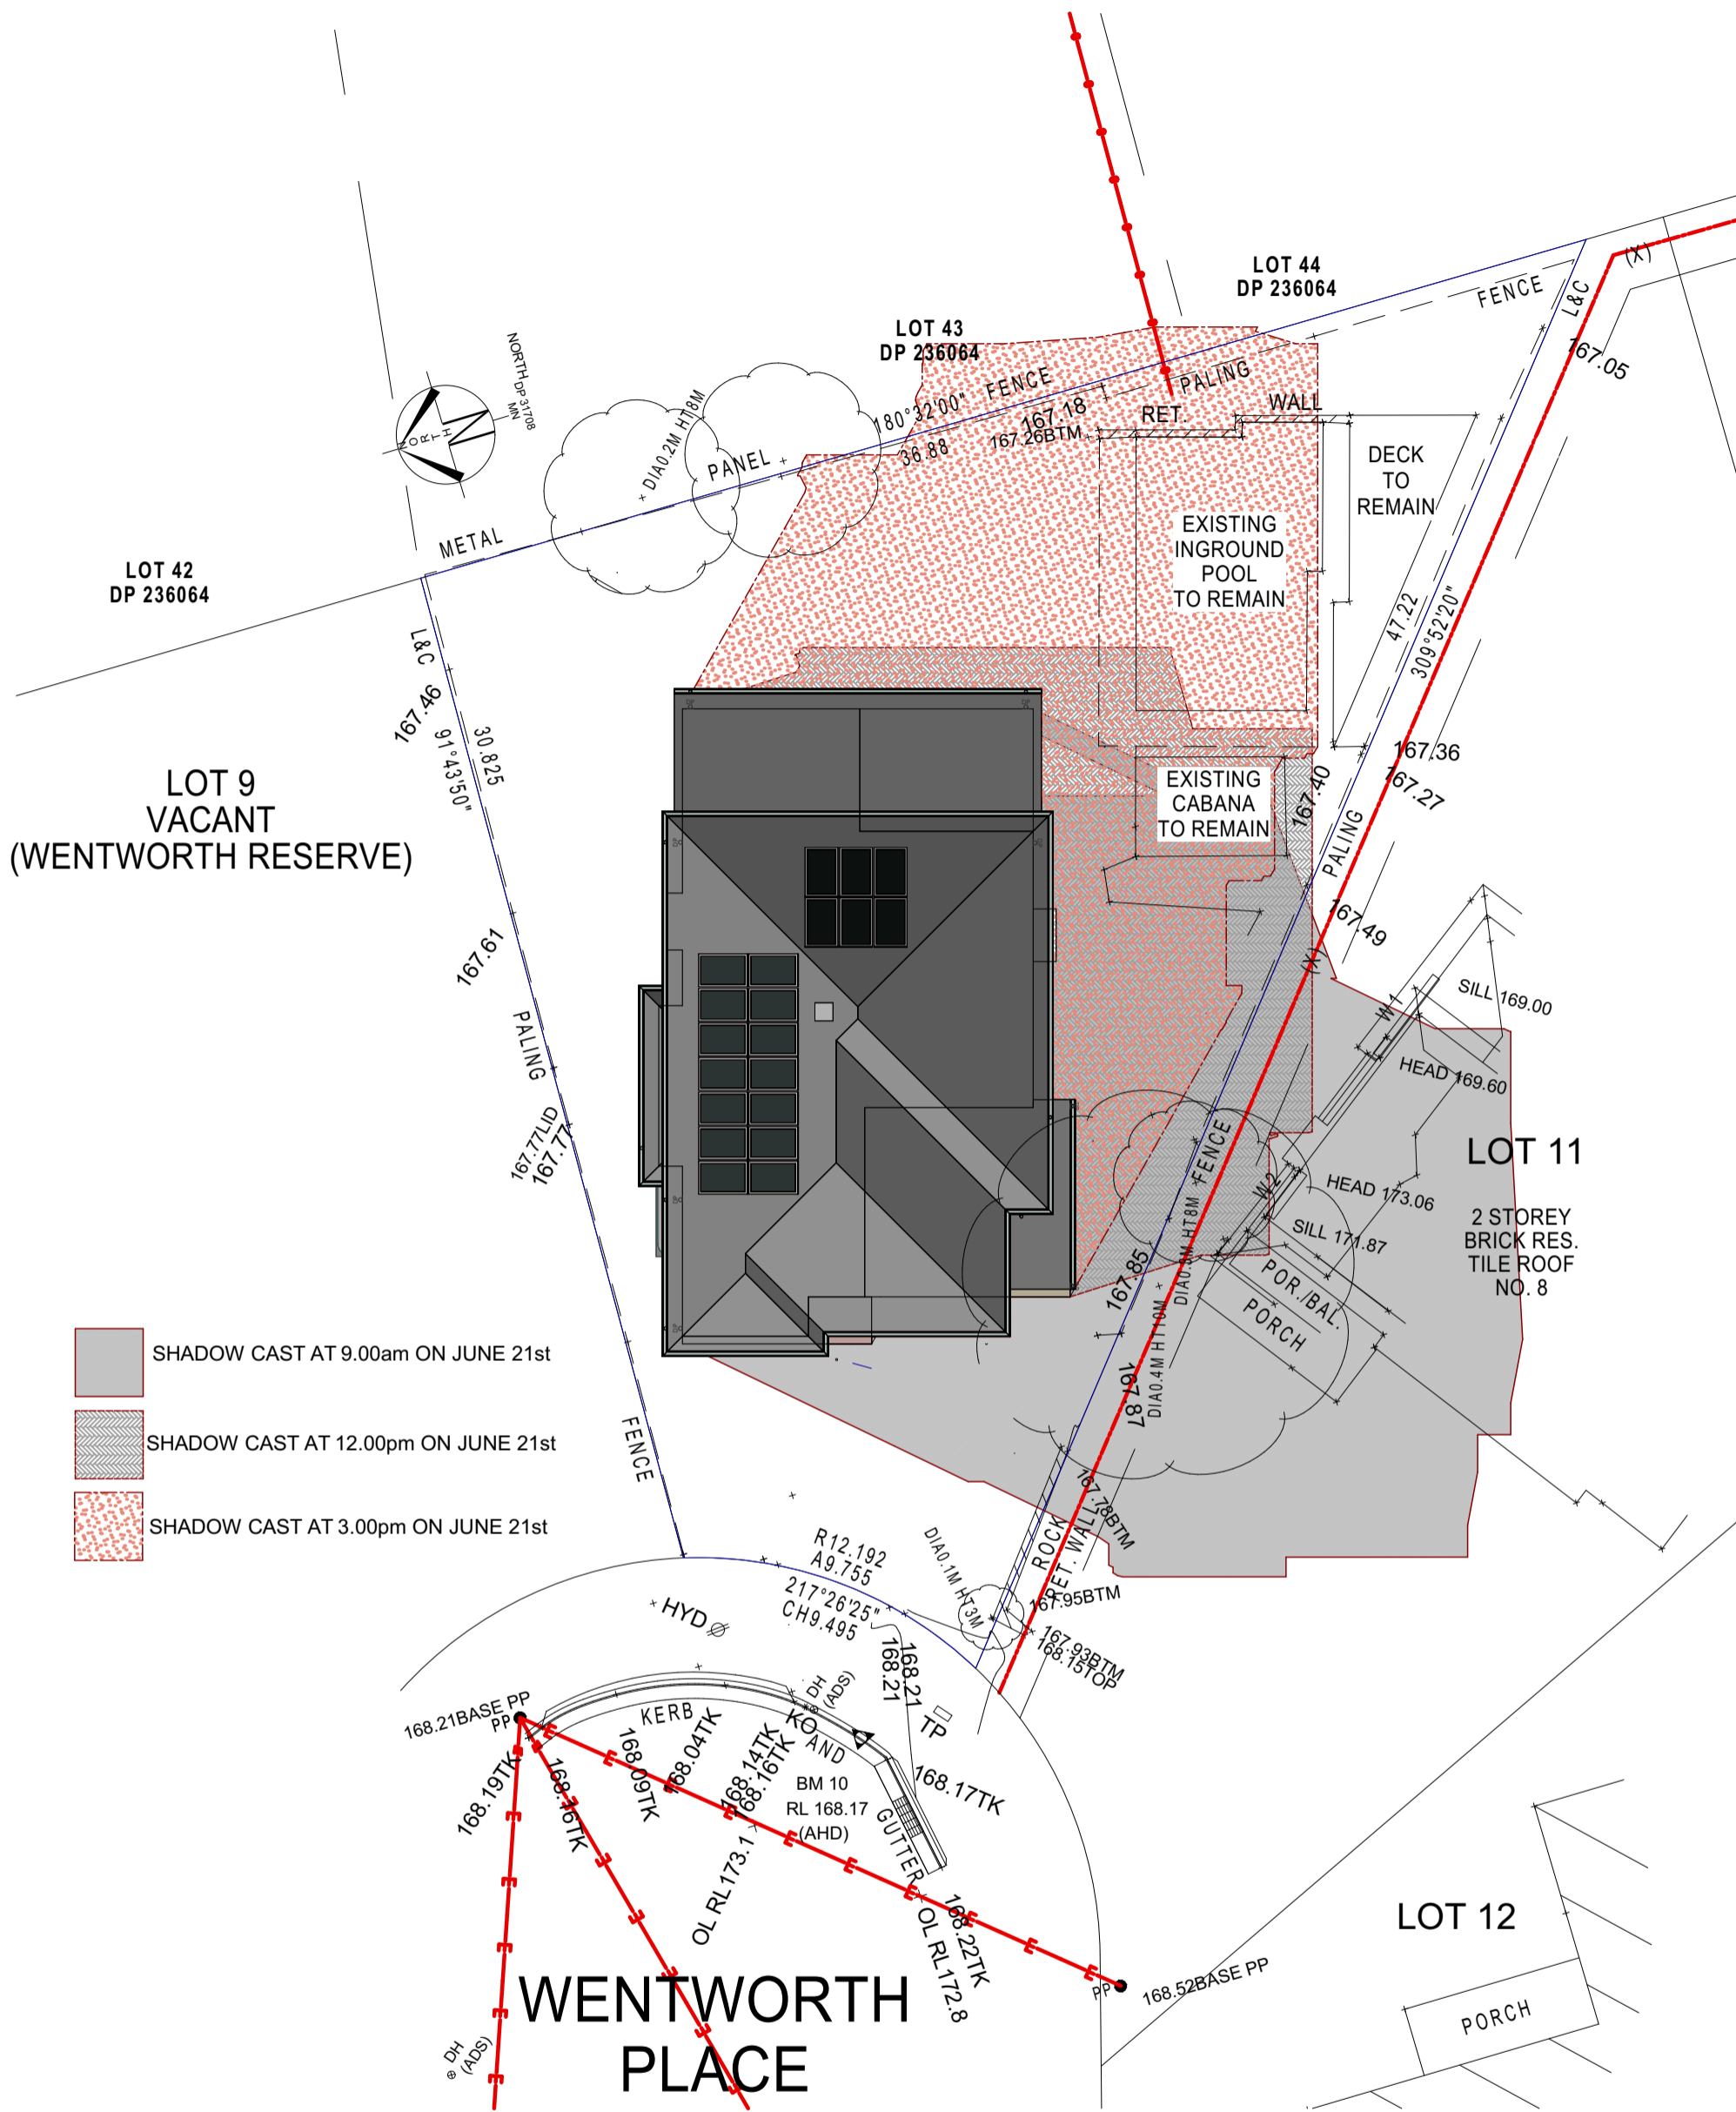 LOT 44
DP 236064
LOT 43
DP 236064
LOT 42
DP 236064
NORTH DP 31708
MN
NORTH
DIA0.2M HT8M
METAL
PANEL
FENCE
180°32'00"
36.88
167.18
167.26BTM
PALING
FENCE
L&C
(X)
167.05
RET.
WALL
DECK
TO
REMAIN
EXISTING
INGROUND
POOL
TO REMAIN
47.22
309°52'20"
L&C
167.46
30.825
91°43'50"
LOT 9
VACANT
(WENTWORTH RESERVE)
167.61
PALING
167.77LID
167.77
FENCE
EXISTING
CABANA
TO REMAIN
167.40
167.36
167.27
PALING
167.49
(X)
W1
SILL 169.00
HEAD 169.60
LOT 11
2 STOREY
BRICK RES.
TILE ROOF
NO. 8
W2
HEAD 173.06
SILL 171.87
POR./BAL.
PORCH
FENCE
167.85
DIA0.4M HT10M
167.87
167.78BTM
ROCK
RET. WALL
DIA0.1M HT3M
167.95BTM
167.93BTM
168.15TOP
SHADOW CAST AT 9.00am ON JUNE 21st
SHADOW CAST AT 12.00pm ON JUNE 21st
SHADOW CAST AT 3.00pm ON JUNE 21st
R12.192
A9.755
217°26'25"
CH9.495
HYD
168.21
168.21
TP
DH
(ADS)
168.21BASE PP
PP
KERB
KO
AND
GUTTER
168.19TK
168.16TK
168.09TK
168.04TK
168.14TK
168.16TK
168.17TK
BM 10
RL 168.17
(AHD)
OL RL173.1
168.22TK
OL RL172.8
PP
168.52BASE PP
LOT 12
PORCH
DH
(ADS)
WENTWORTH
PLACE